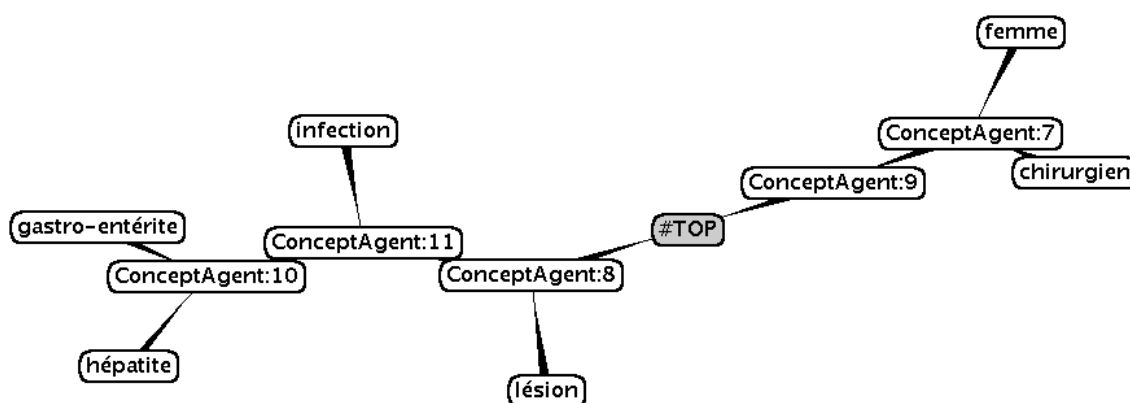 femme
infection
ConceptAgent:7
chirurgien
ConceptAgent:9
gastro-entérite
#TOP
ConceptAgent:11
ConceptAgent:10
ConceptAgent:8
hépatite
lésion